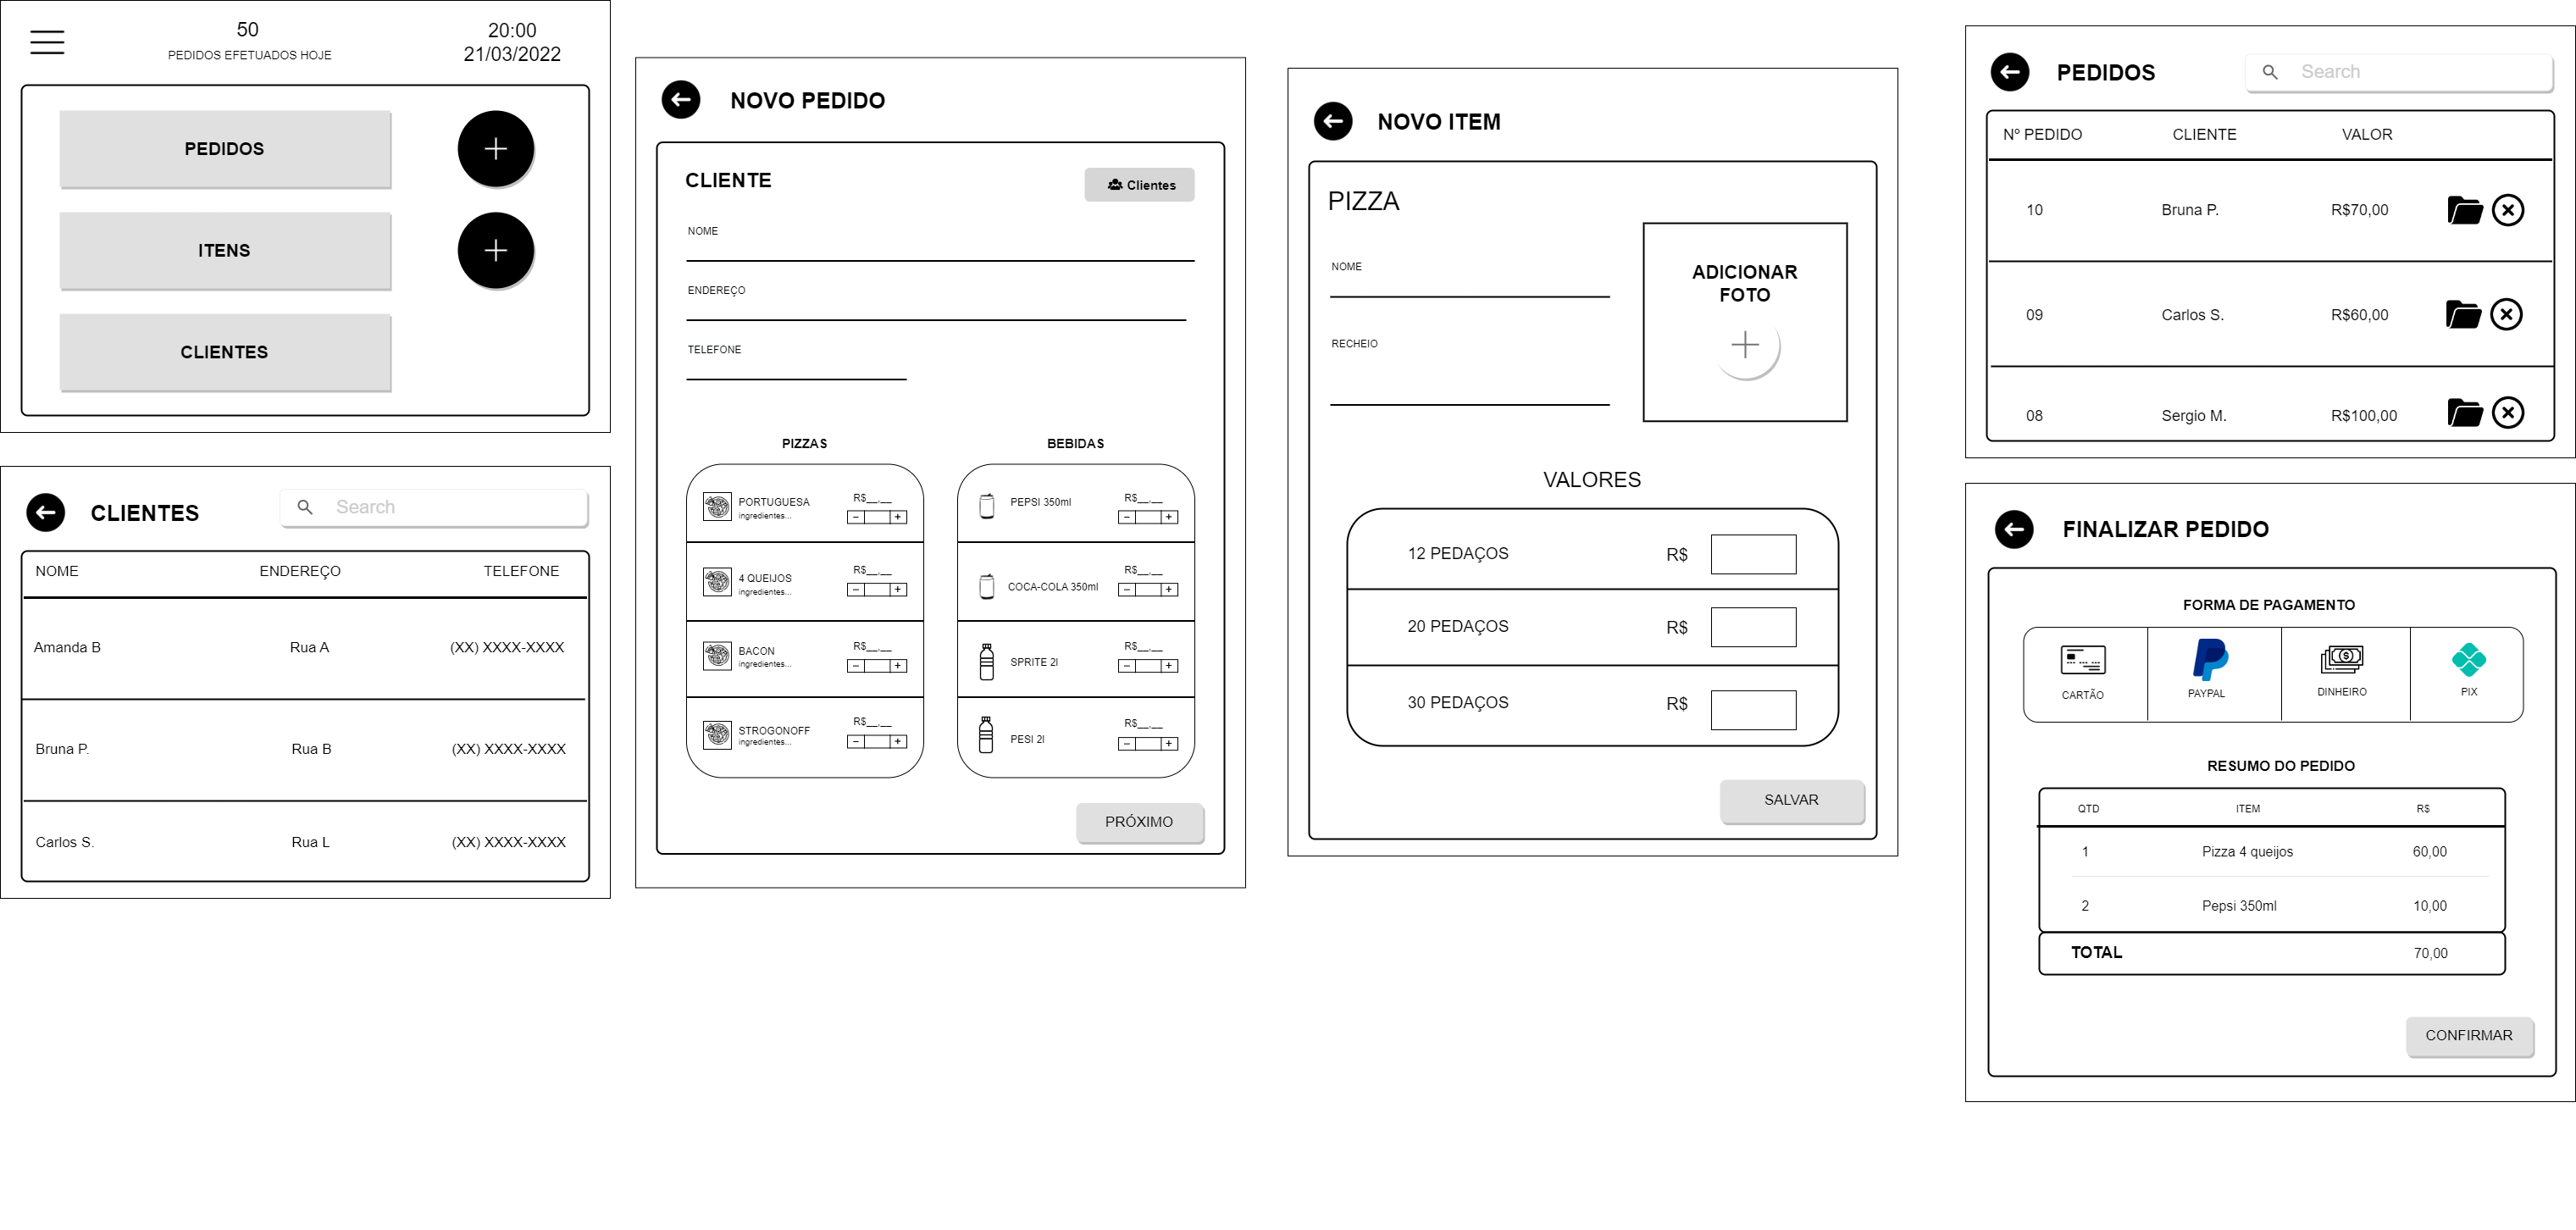 50
PEDIDOS EFETUADOS HOJE
20:00
21/03/2022
PEDIDOS
ITENS
CLIENTES
CLIENTES
Search
NOME ENDEREÇO TELEFONE
Amanda B Rua A (XX) XXXX-XXXX
Bruna P. Rua B (XX) XXXX-XXXX
Carlos S. Rua L (XX) XXXX-XXXX
NOVO PEDIDO
CLIENTE
Clientes
NOME
ENDEREÇO
TELEFONE
PIZZAS
PORTUGUESA R$__.__
ingredientes... − +
4 QUEIJOS R$__.__
ingredientes... − +
BACON R$__.__
ingredientes... − +
STROGONOFF R$__.__
ingredientes... − +
BEBIDAS
PEPSI 350ml R$__.__
− +
COCA-COLA 350ml R$__.__
− +
SPRITE 2l R$__.__
− +
PESI 2l R$__.__
− +
PRÓXIMO
NOVO ITEM
PIZZA
NOME
RECHEIO
ADICIONAR
FOTO
VALORES
12 PEDAÇOS R$
20 PEDAÇOS R$
30 PEDAÇOS R$
SALVAR
PEDIDOS
Search
Nº PEDIDO CLIENTE VALOR
10 Bruna P. R$70,00
09 Carlos S. R$60,00
08 Sergio M. R$100,00
FINALIZAR PEDIDO
FORMA DE PAGAMENTO
CARTÃO PAYPAL DINHEIRO PIX
RESUMO DO PEDIDO
QTD ITEM R$
1 Pizza 4 queijos 60,00
2 Pepsi 350ml 10,00
TOTAL 70,00
CONFIRMAR